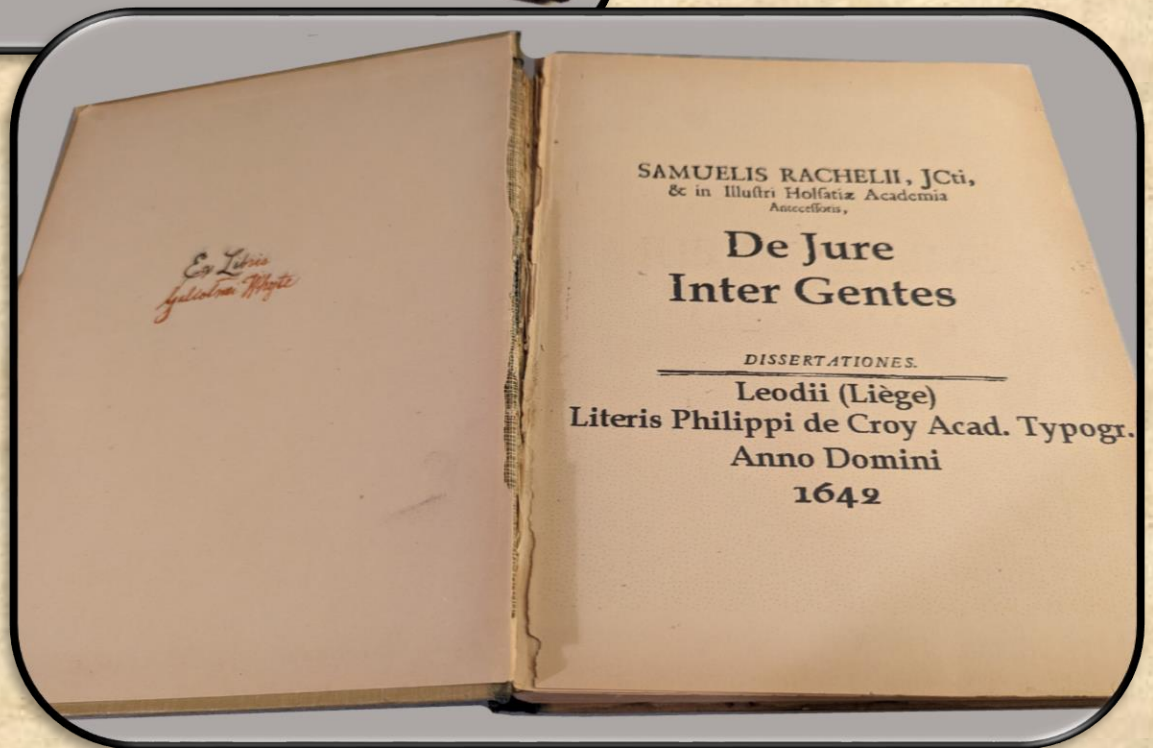 Ex Libris
Whyte
SAMUELIS RACHELII, JCti,
& in Illuſtri Holſatiæ Academia
Anteceſſoris,
De Jure
Inter Gentes
DISSERTATIONES.
Leodii (Liège)
Literis Philippi de Croy Acad. Typogr.
Anno Domini
1642